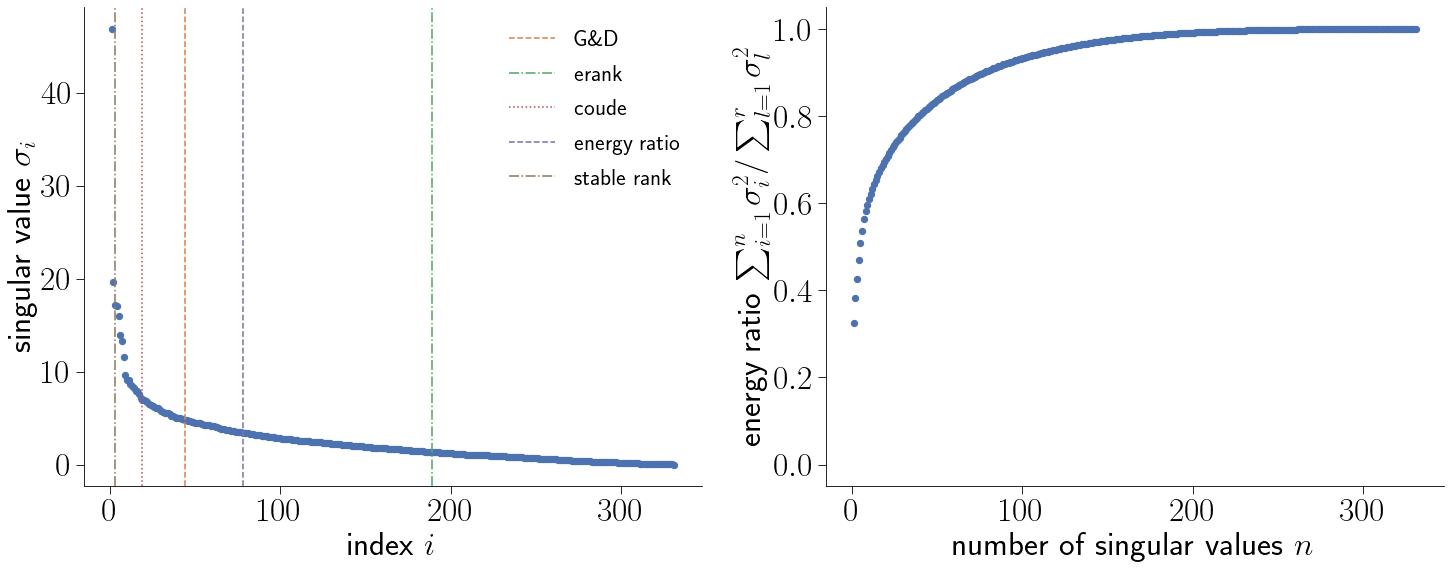 singular value σ_i
40
30
20
10
0
0 100 200 300
index i
G&D
erank
coude
energy ratio
stable rank
energy ratio ∑_{i=1}^{n} σ_i^2 / ∑_{l=1}^{r} σ_l^2
1.0
0.8
0.6
0.4
0.2
0.0
0 100 200 300
number of singular values n